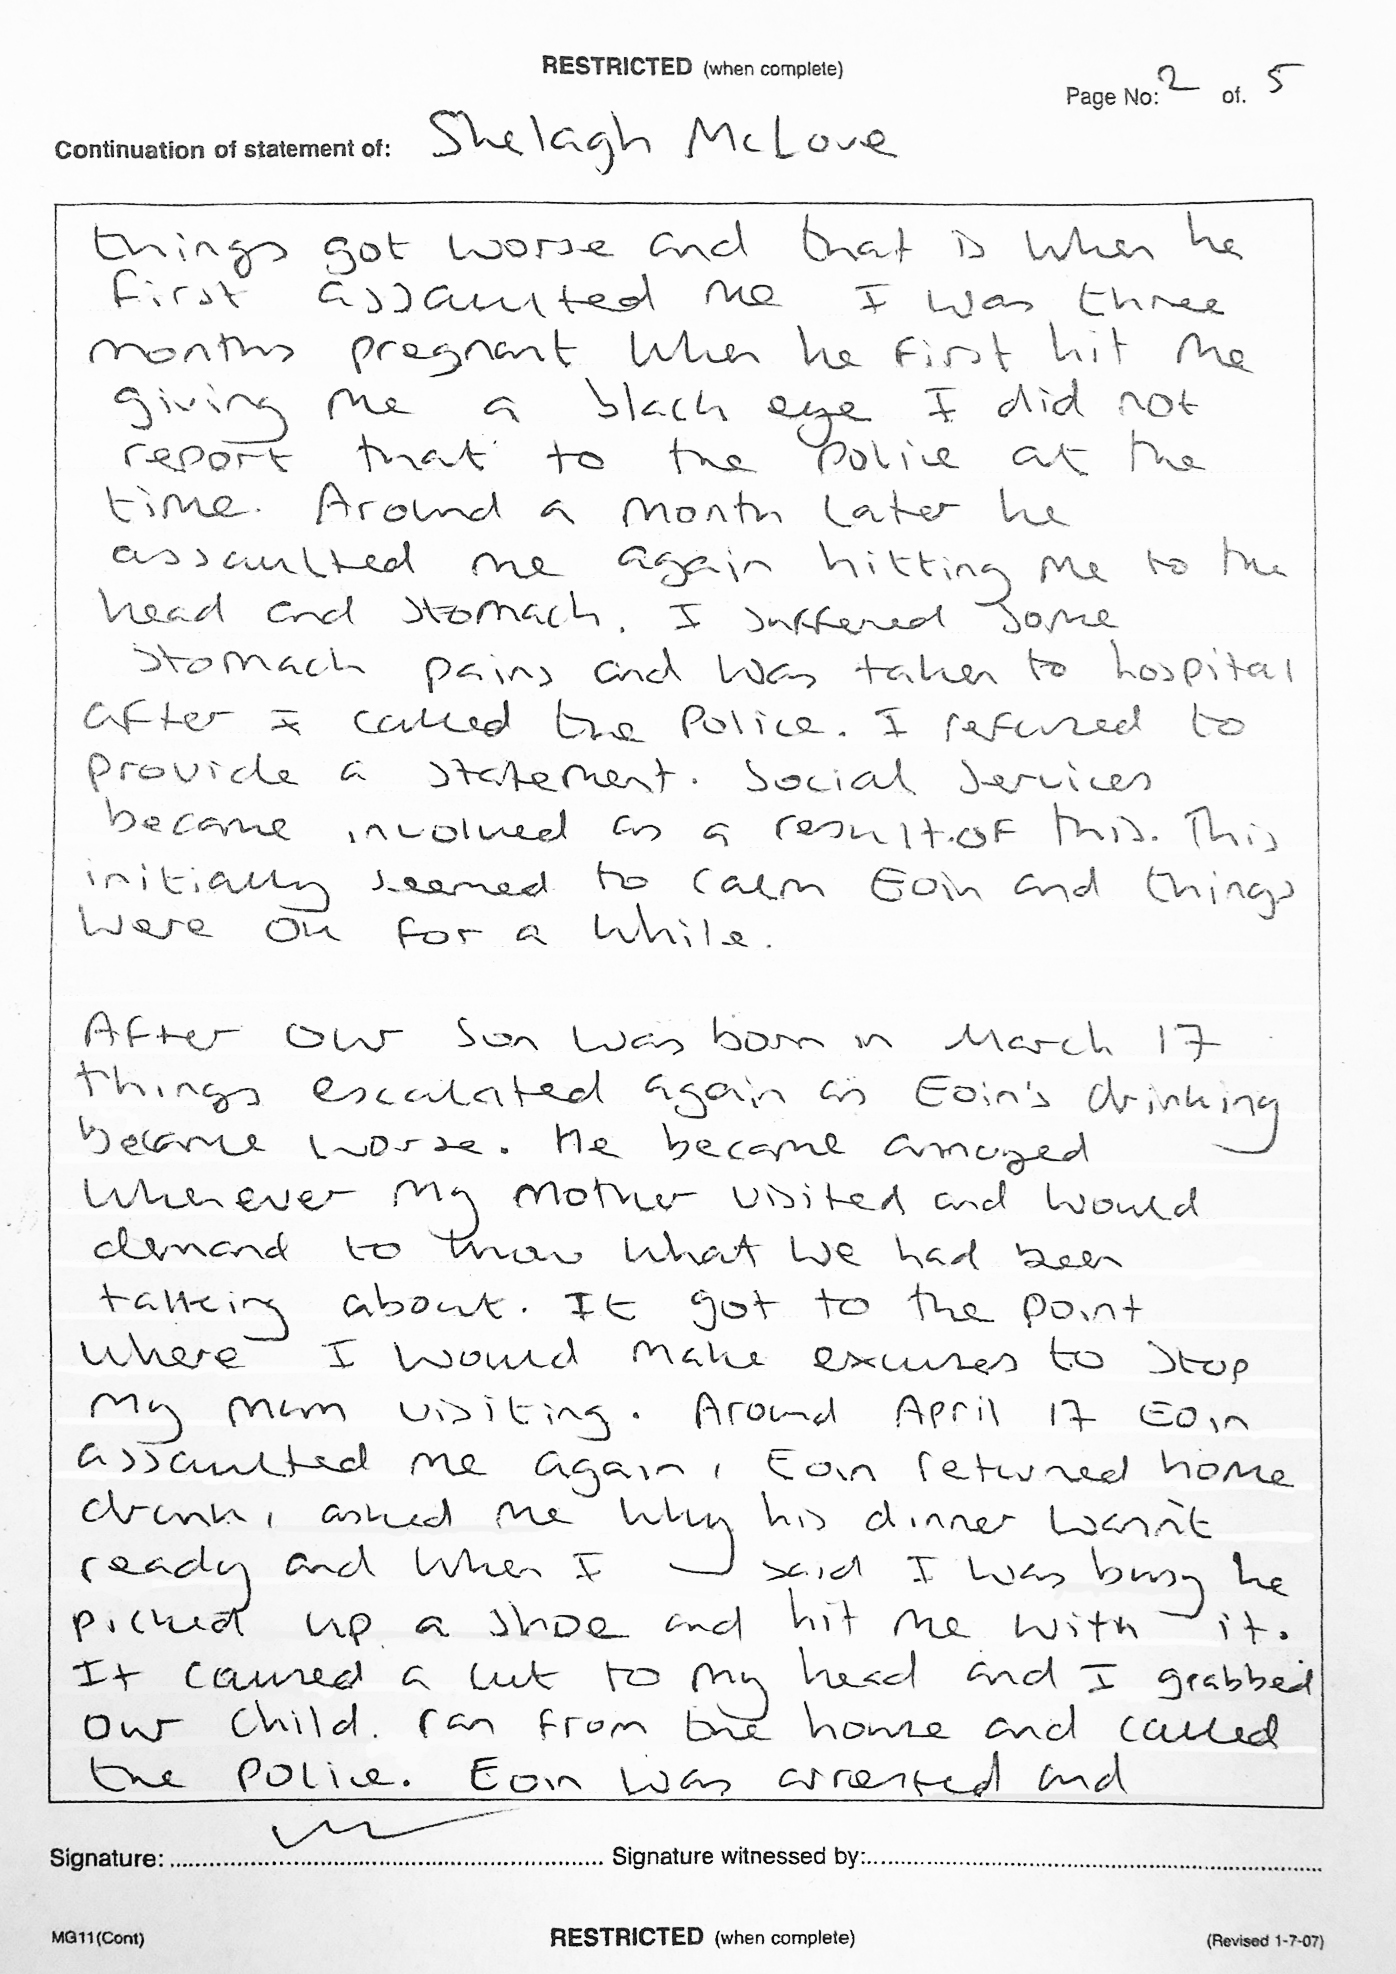 RESTRICTED (when complete)
Page No: 2 of. 5
Continuation of statement of: Shelagh McLove
things got worse and that is when he
first assaulted me I was three
months pregnant when he first hit me
giving me a black eye I did not
report that to the Police at the
time. Around a month later he
assaulted me again hitting me to the
head and stomach. I suffered some
stomach pains and was taken to hospital
after I called the Police. I refused to
provide a statement. Social Services
became involved as a result of this. This
initially seemed to calm Eoin and things
were OK for a while.
After our son was born in March 17
things escalated again as Eoin's drinking
became worse. He became annoyed
whenever my mother visited and would
demand to know what we had been
talking about. It got to the point
where I would make excuses to stop
my mum visiting. Around April 17 Eoin
assaulted me again, Eoin returned home
drunk, asked me why his dinner wasn't
ready and when I said I was busy he
picked up a shoe and hit me with it.
It caused a cut to my head and I grabbed
our child. ran from the house and called
the Police. Eoin was arrested and
Signature: Signature witnessed by:
MG11(Cont) RESTRICTED (when complete) (Revised 1-7-07)